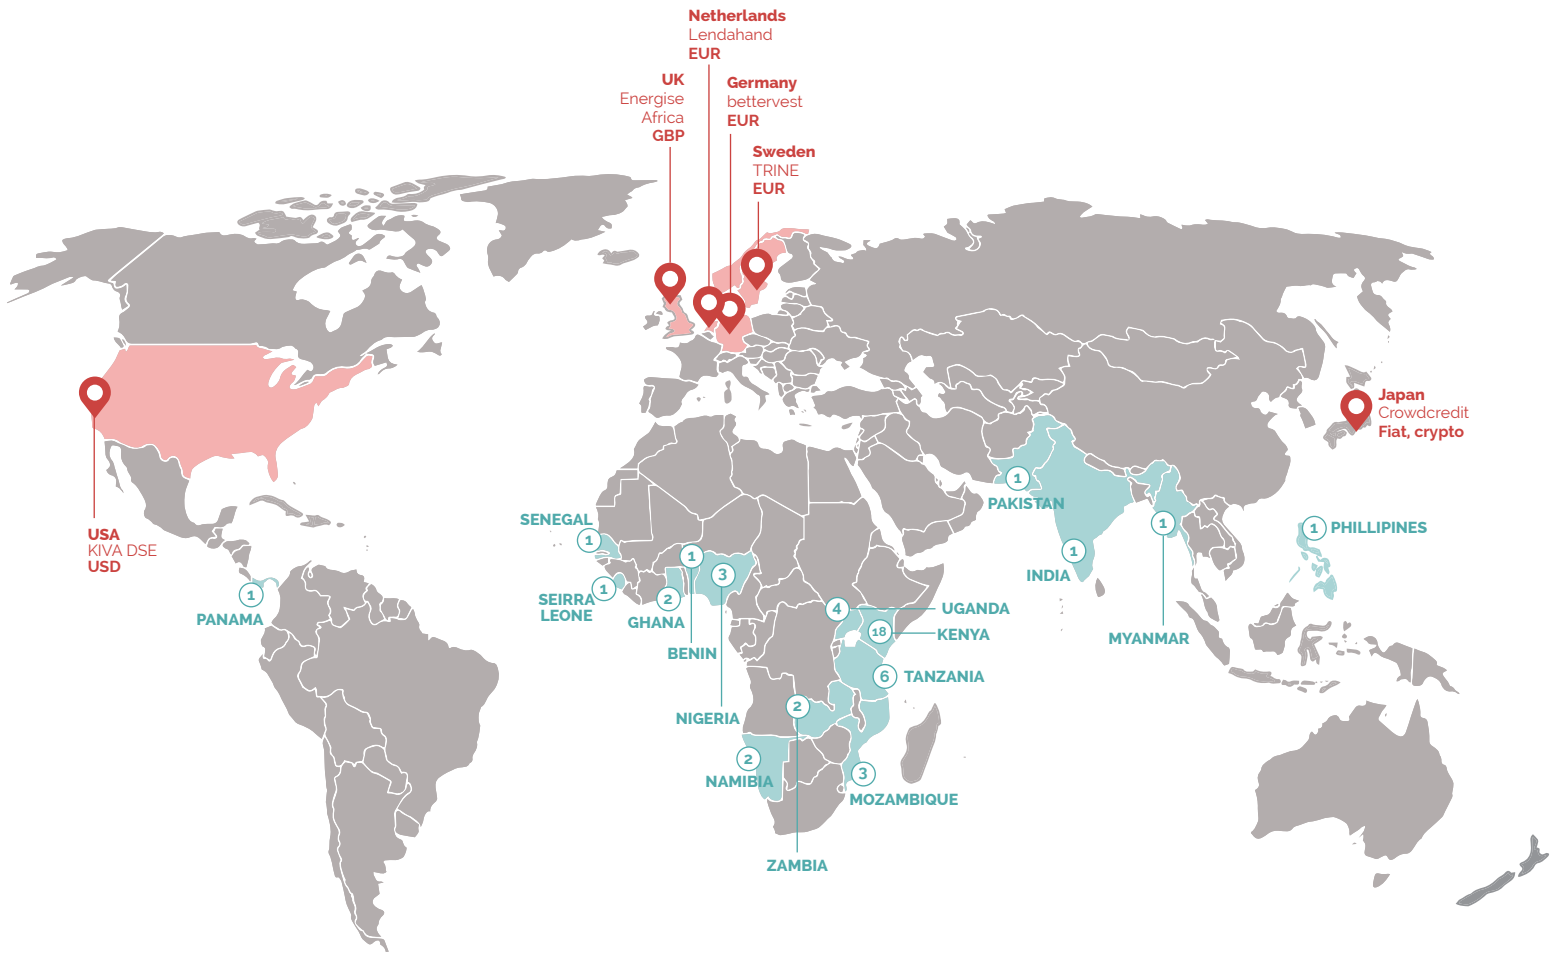 Netherlands
Lendahand
EUR
UK
Energise
Africa
GBP
Germany
bettervest
EUR
Sweden
TRINE
EUR
Japan
Crowdcredit
Fiat, crypto
USA
KIVA DSE
USD
1
PANAMA
SENEGAL
1
SEIRRA
LEONE
1
2
GHANA
1
BENIN
3
NIGERIA
4
UGANDA
18
KENYA
6
TANZANIA
2
ZAMBIA
2
NAMIBIA
3
MOZAMBIQUE
1
PAKISTAN
1
INDIA
1
MYANMAR
1
PHILLIPINES